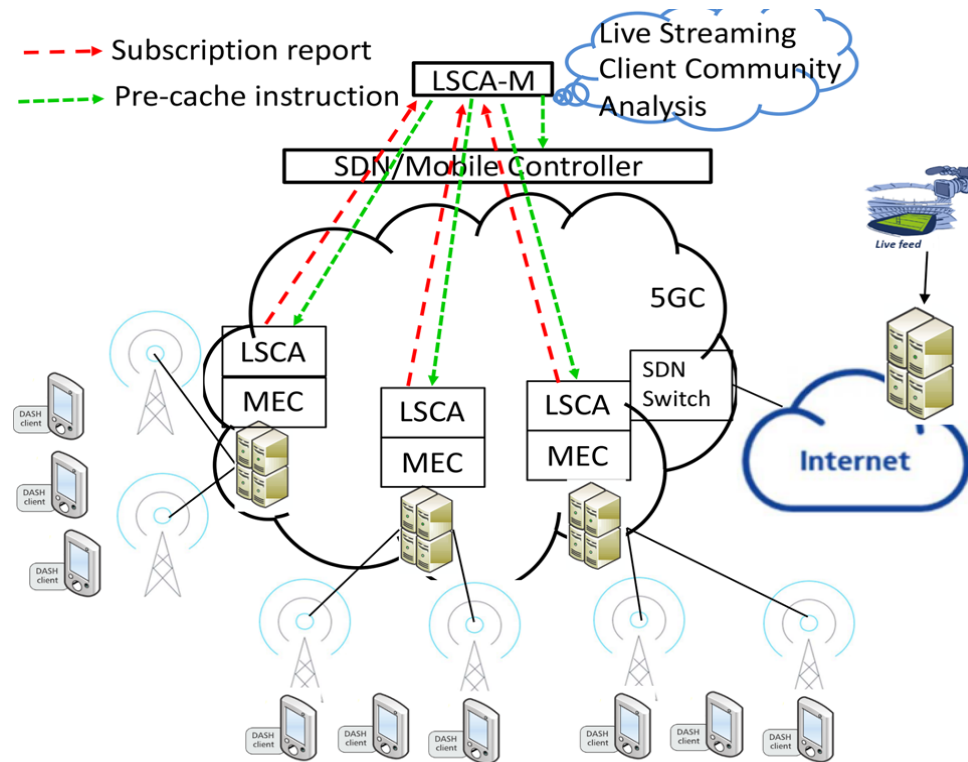 Subscription report
Pre-cache instruction
LSCA-M
Live Streaming
Client Community
Analysis
SDN/Mobile Controller
Live feed
5GC
LSCA
MEC
LSCA
MEC
LSCA
MEC
SDN
Switch
Internet
DASH
client
DASH
client
DASH
client
DASH
client
DASH
client
DASH
client
DASH
client
DASH
client
DASH
client